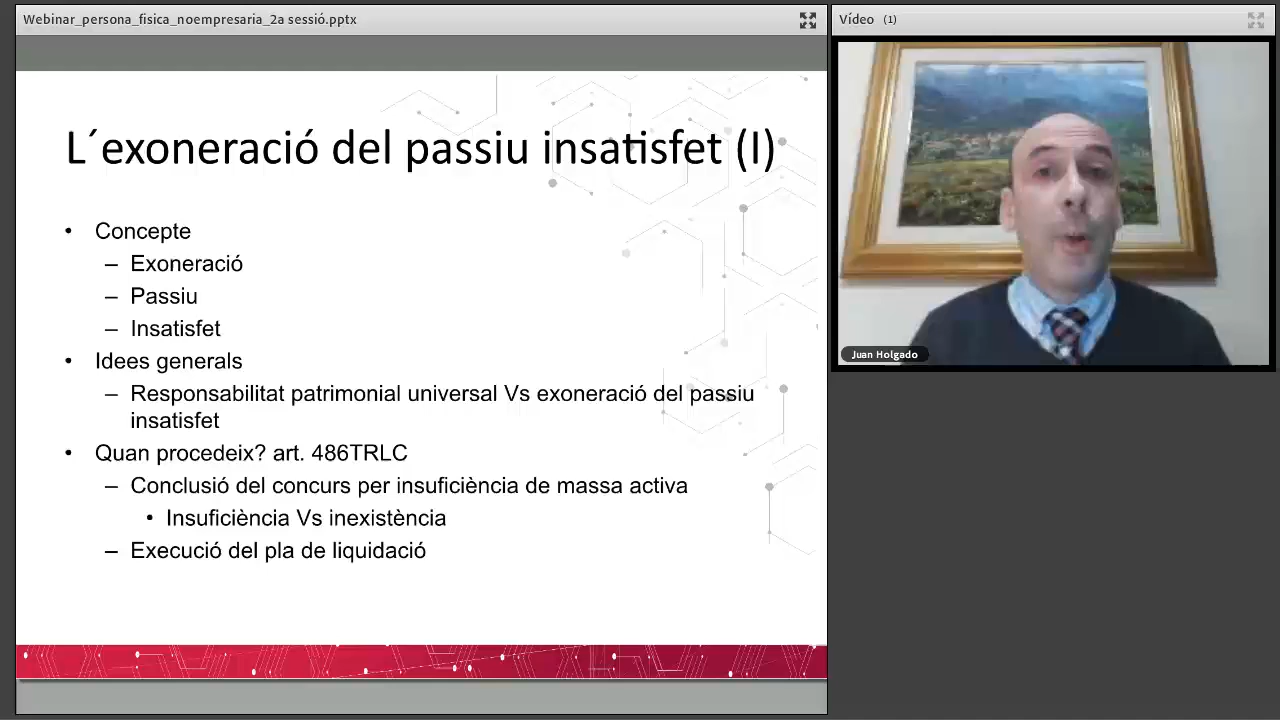 Webinar_persona_fisica_noempresaria_2a sessió.pptx
Vídeo (1)
L´exoneració del passiu insatisfet (I)
• Concepte
– Exoneració
– Passiu
– Insatisfet
• Idees generals
– Responsabilitat patrimonial universal Vs exoneració del passiu
insatisfet
• Quan procedeix? art. 486TRLC
– Conclusió del concurs per insuficiència de massa activa
• Insuficiència Vs inexistència
– Execució del pla de liquidació
Juan Holgado